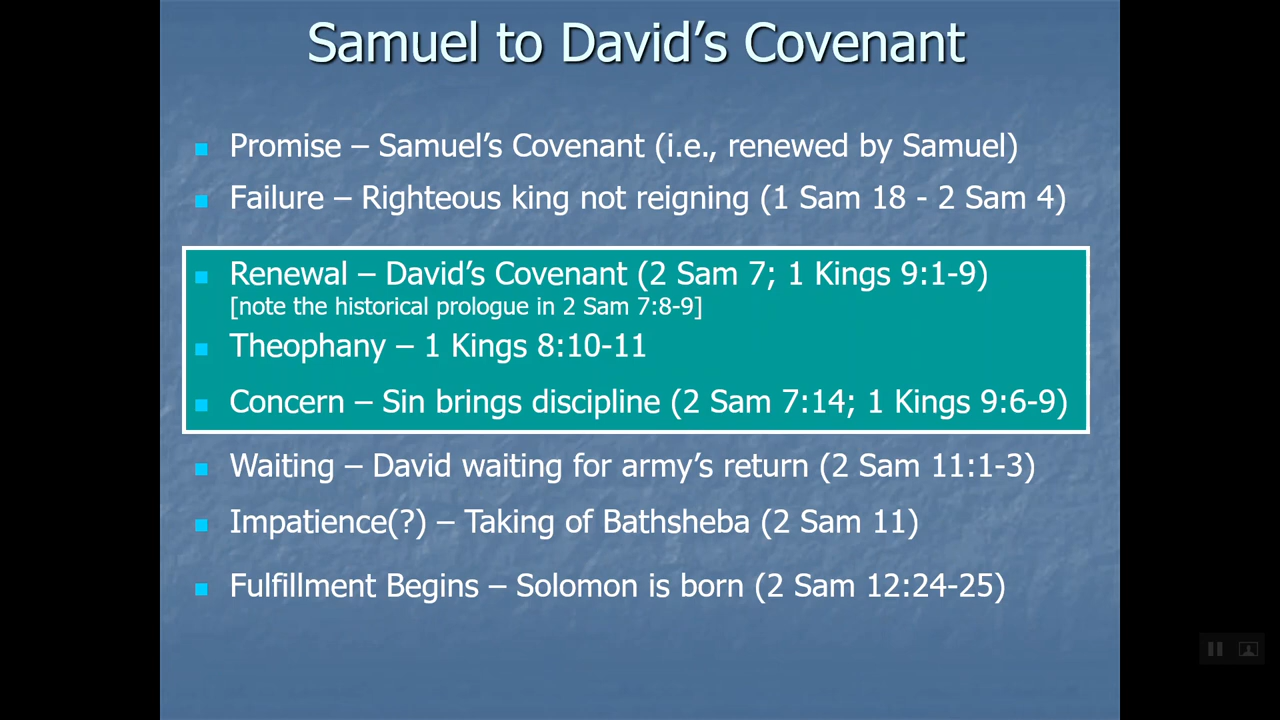 Samuel to David’s Covenant
Promise – Samuel’s Covenant (i.e., renewed by Samuel)
Failure – Righteous king not reigning (1 Sam 18 - 2 Sam 4)
Renewal – David’s Covenant (2 Sam 7; 1 Kings 9:1-9)
[note the historical prologue in 2 Sam 7:8-9]
Theophany – 1 Kings 8:10-11
Concern – Sin brings discipline (2 Sam 7:14; 1 Kings 9:6-9)
Waiting – David waiting for army’s return (2 Sam 11:1-3)
Impatience(?) – Taking of Bathsheba (2 Sam 11)
Fulfillment Begins – Solomon is born (2 Sam 12:24-25)